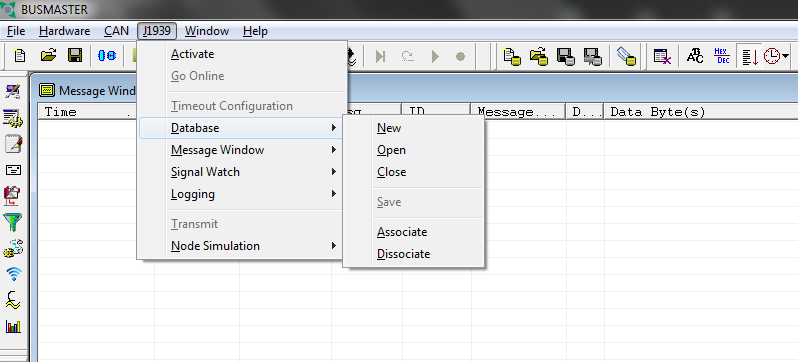 BUSMASTER
File Hardware CAN J1939 Window Help
HEX
DEC
Activate
Go Online
Timeout Configuration
Database
Message Window
Signal Watch
Logging
Transmit
Node Simulation
New
Open
Close
Save
Associate
Dissociate
Message Wind
Time ID Message... D... Data Byte(s)